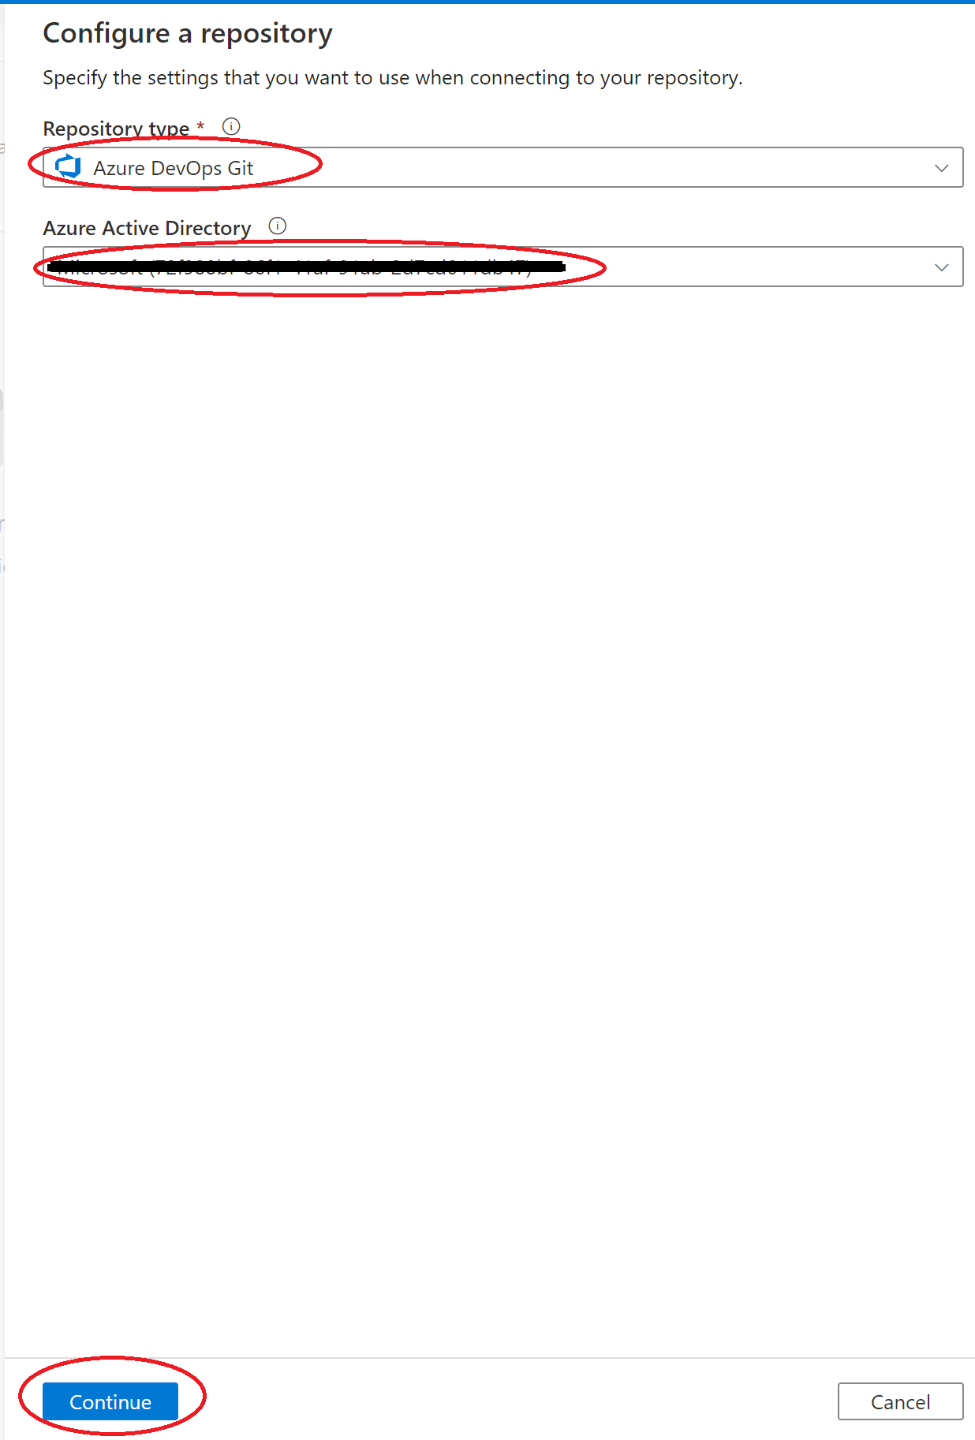 Configure a repository
Specify the settings that you want to use when connecting to your repository.
Repository type *
Azure DevOps Git
Azure Active Directory
Continue
Cancel